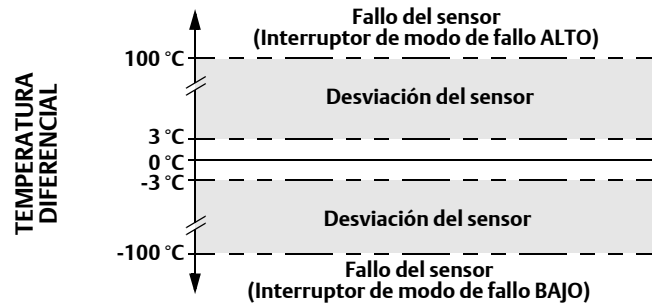 Fallo del sensor
(Interruptor de modo de fallo ALTO)
100 °C
Desviación del sensor
TEMPERATURA
DIFERENCIAL
3 °C
0 °C
-3 °C
Desviación del sensor
-100 °C
Fallo del sensor
(Interruptor de modo de fallo BAJO)